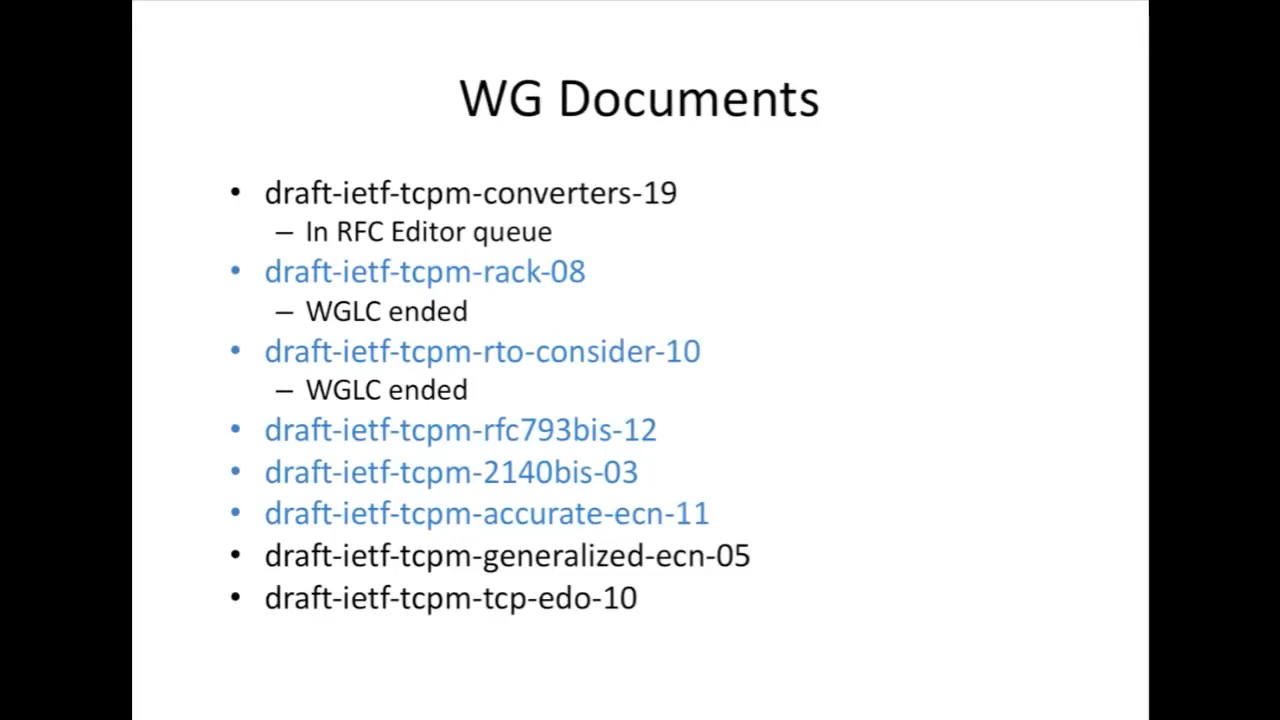 WG Documents
• draft-ietf-tcpm-converters-19
– In RFC Editor queue
• draft-ietf-tcpm-rack-08
– WGLC ended
• draft-ietf-tcpm-rto-consider-10
– WGLC ended
• draft-ietf-tcpm-rfc793bis-12
• draft-ietf-tcpm-2140bis-03
• draft-ietf-tcpm-accurate-ecn-11
• draft-ietf-tcpm-generalized-ecn-05
• draft-ietf-tcpm-tcp-edo-10